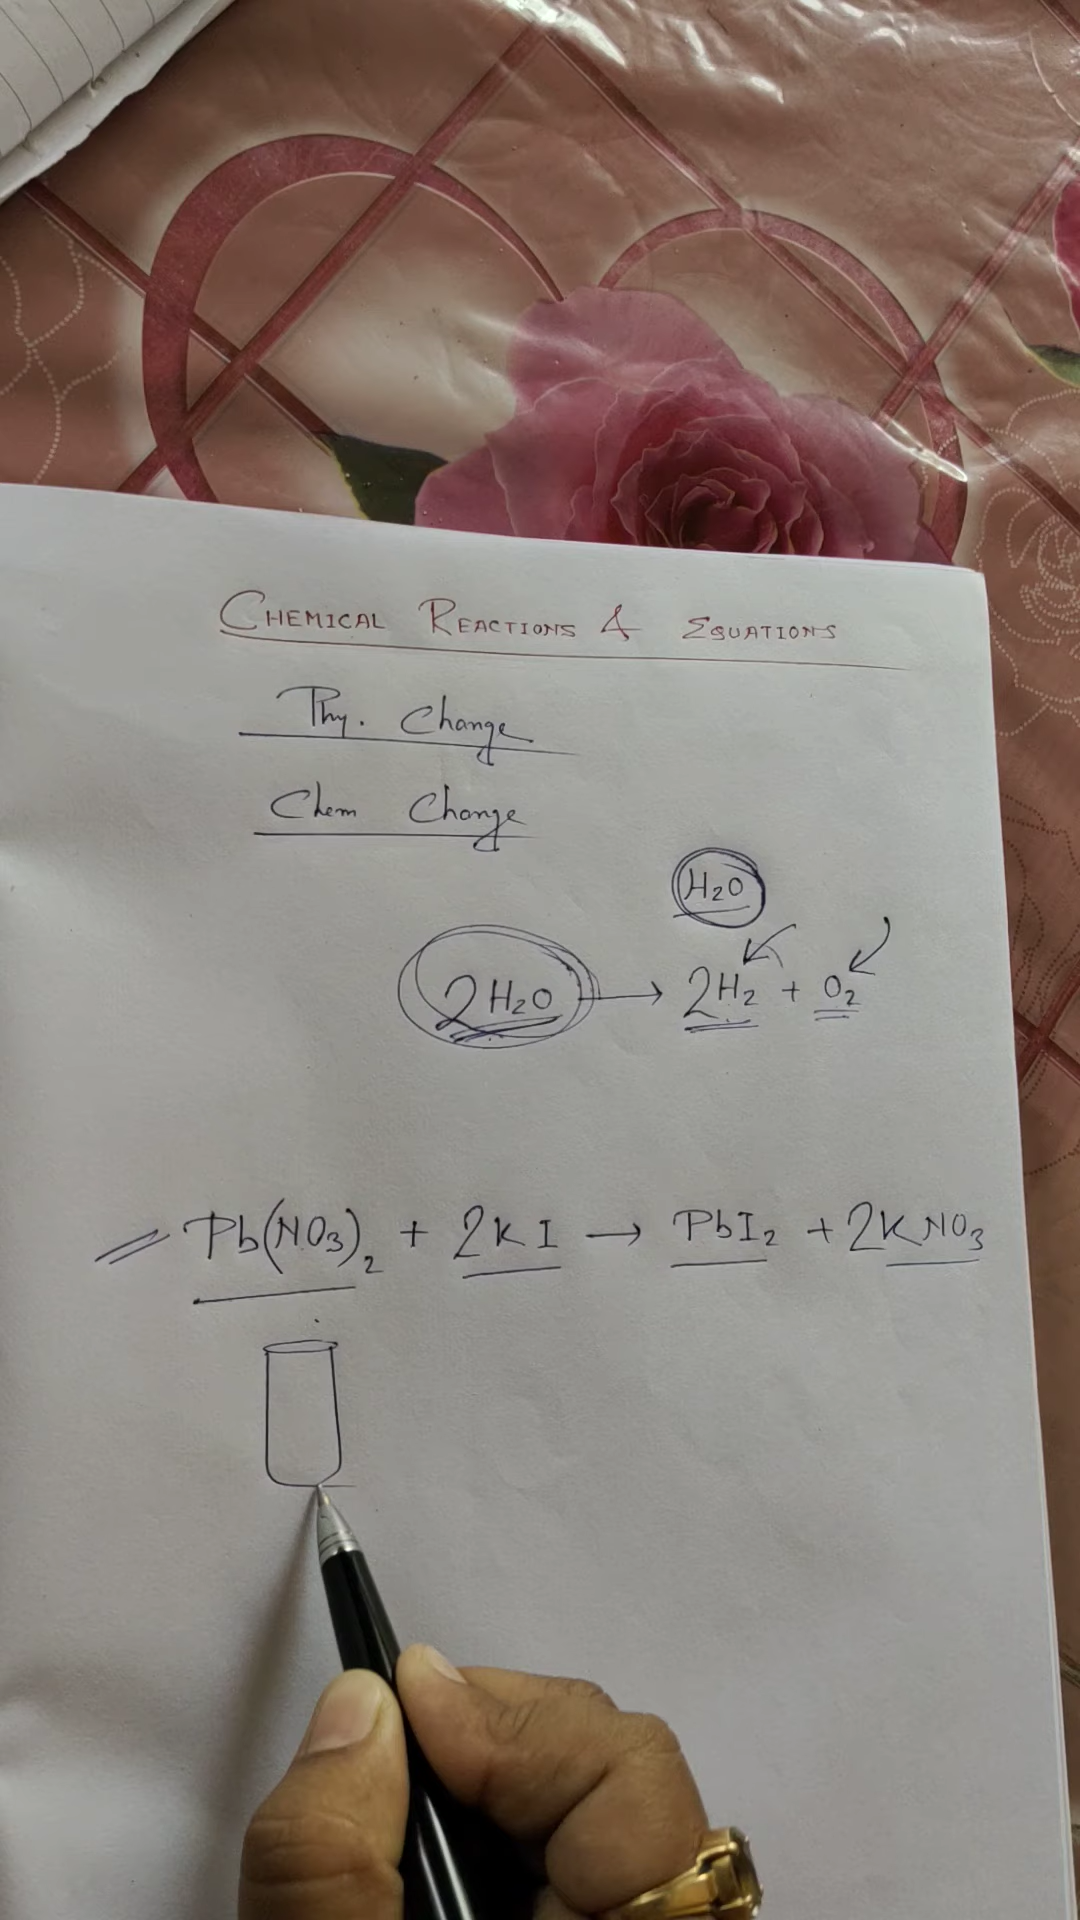 CHEMICAL REACTIONS & EQUATIONS
Phy. Change
Chem Change
H2O
2H2O → 2H2 + O2
Pb(NO3)2 + 2KI → PbI2 + 2KNO3